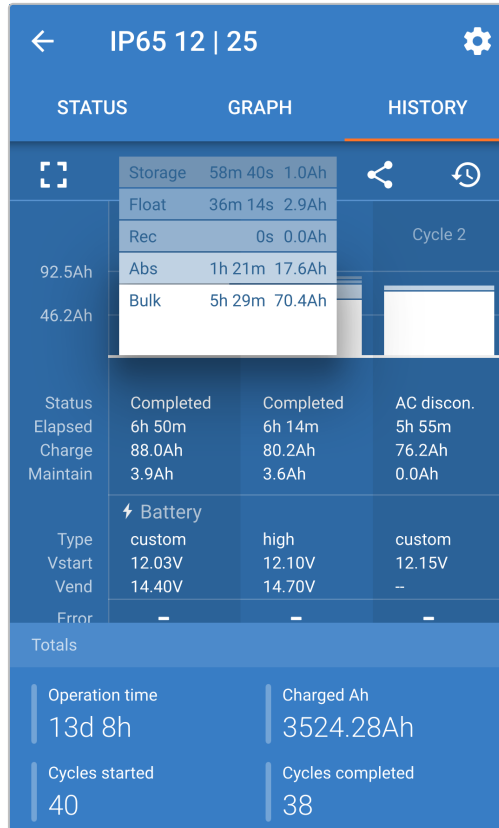 IP65 12 | 25
STATUS GRAPH HISTORY
Storage 58m 40s 1.0Ah
Float 36m 14s 2.9Ah
Rec 0s 0.0Ah
Abs 1h 21m 17.6Ah
Bulk 5h 29m 70.4Ah
Cycle 2
92.5Ah
46.2Ah
Status Completed Completed AC discon.
Elapsed 6h 50m 6h 14m 5h 55m
Charge 88.0Ah 80.2Ah 76.2Ah
Maintain 3.9Ah 3.6Ah 0.0Ah
Battery
Type custom high custom
Vstart 12.03V 12.10V 12.15V
Vend 14.40V 14.70V --
Error – – –
Totals
Operation time Charged Ah
13d 8h 3524.28Ah
Cycles started Cycles completed
40 38